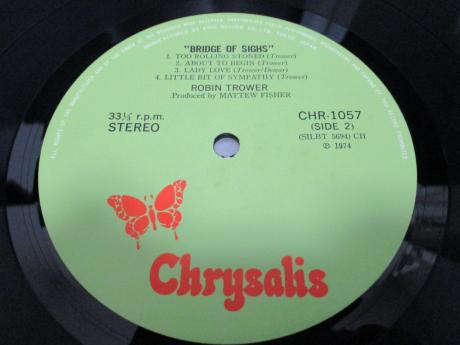 "BRIDGE OF SIGHS"
1. TOO ROLLING STONED (Trower)
2. ABOUT TO BEGIN (Trower)
3. LADY LOVE (Trower/Dewar)
4. LITTLE BIT OF SYMPATHY (Trower)
ROBIN TROWER
Produced by MATTEW FISHER
33⅓ r.p.m.
STEREO
CHR-1057
(SIDE 2)
(SILBT 5694) CH
℗ 1974
Chrysalis